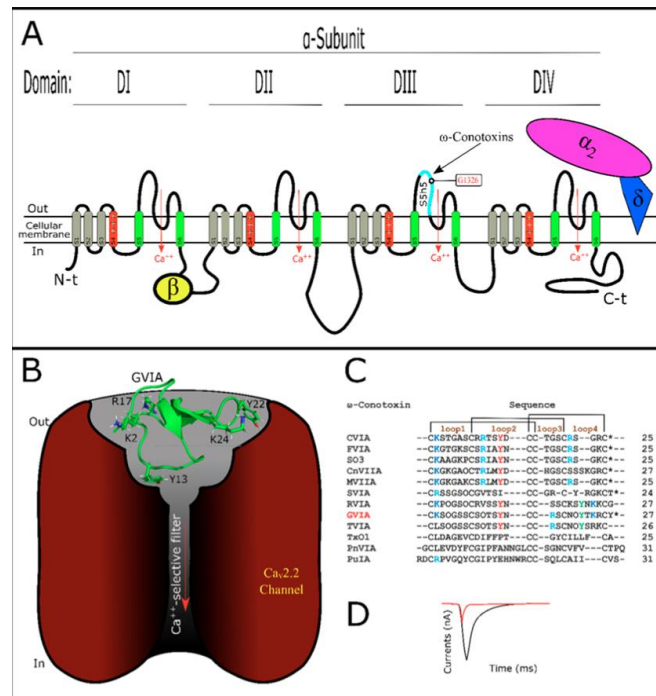 A
α-Subunit
Domain: DI DII DIII DIV
ω-Conotoxins
α2
δ
S5n5
G1326
Out
Cellular membrane
In
Ca++ Ca++ Ca++ Ca++
N-t
β
C-t
B
GVIA
R17
Y22
Out
K2
K24
Y13
Ca++-selective filter
Cav2.2
Channel
In
C
ω-Conotoxin Sequence
loop1 loop2 loop3 loop4
CVIA CKSTGASCRRTSYD---CC-TGSCRS--GRC*-- 25
FVIA CKGTGKSCSRIAYN---CC-TGSCRS--GKC*-- 25
SO3 CKAAGKPCSRIAYN---CC-TGSCRS--GKC*-- 25
CnVIIA CKGKGAOCTRLMYD---CC-HGSCSSSKGRC*-- 26
MVIIA CKGKGAKCSRLMYD---CC-TGSCRS--GKC*-- 25
SVIA CRSSGSOCGVTSI----CC-GR-C-Y-RGKCT* 24
RVIA CKPOGSOCRVSSYN---CC-SSCKSYNKKCG 27
GVIA CKSOGSSCSOTSYN---CC-RSCNOYTKRCY* 27
TVIA CLSOGSSCSOTSYN---CC-RSCNOYSRKC 26
TxO1 CLDAGEVCDIFFPT---CC-GYCILLF-CA 25
PnVIA GCLEVDYFCGIPFANNGLCC-SGNCVFV--CTPQ 31
PuIA RDCRPVGQYCGIPYEHNWRCC-SQLCAII--CVS 31
D
Currents (nA)
Time (ms)